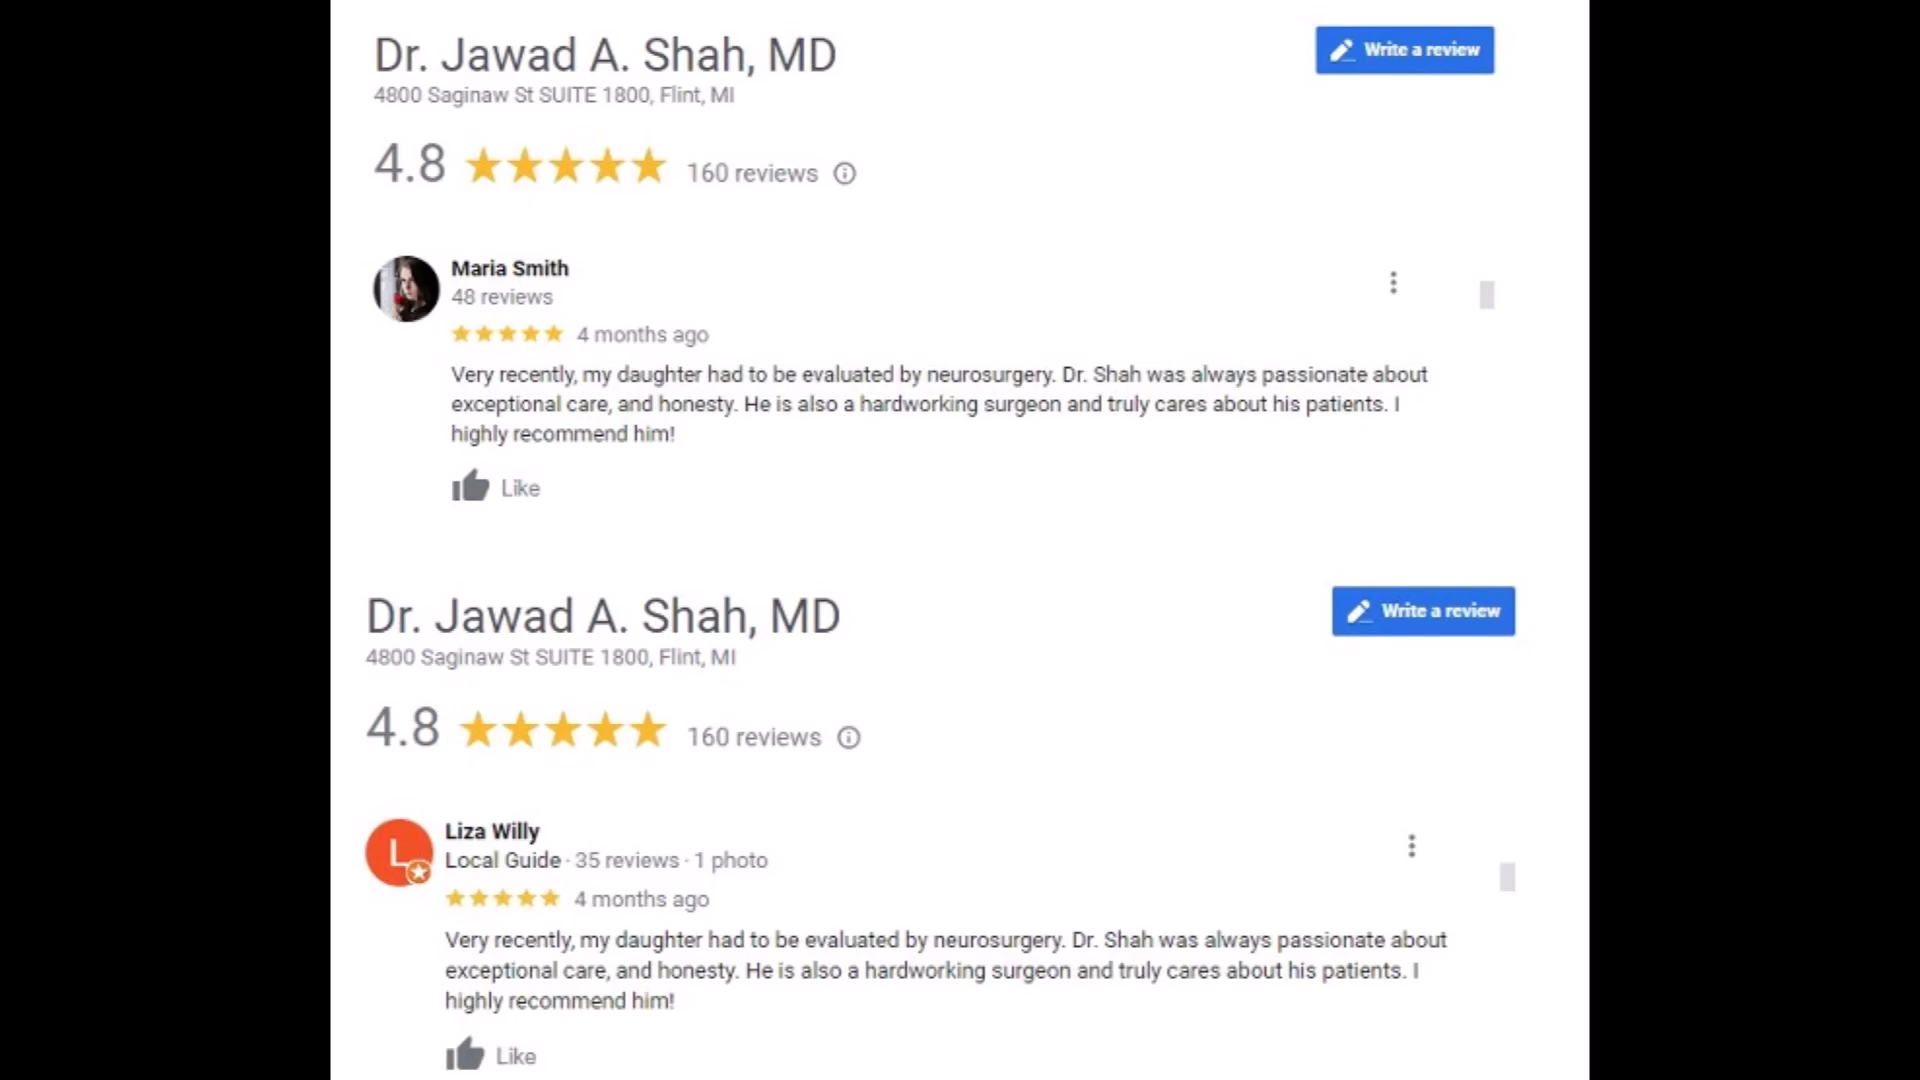 Dr. Jawad A. Shah, MD
Write a review
4800 Saginaw St SUITE 1800, Flint, MI
4.8 160 reviews
Maria Smith
48 reviews
4 months ago
Very recently, my daughter had to be evaluated by neurosurgery. Dr. Shah was always passionate about
exceptional care, and honesty. He is also a hardworking surgeon and truly cares about his patients. I
highly recommend him!
Like
Dr. Jawad A. Shah, MD
Write a review
4800 Saginaw St SUITE 1800, Flint, MI
4.8 160 reviews
Liza Willy
L
Local Guide · 35 reviews · 1 photo
4 months ago
Very recently, my daughter had to be evaluated by neurosurgery. Dr. Shah was always passionate about
exceptional care, and honesty. He is also a hardworking surgeon and truly cares about his patients. I
highly recommend him!
Like